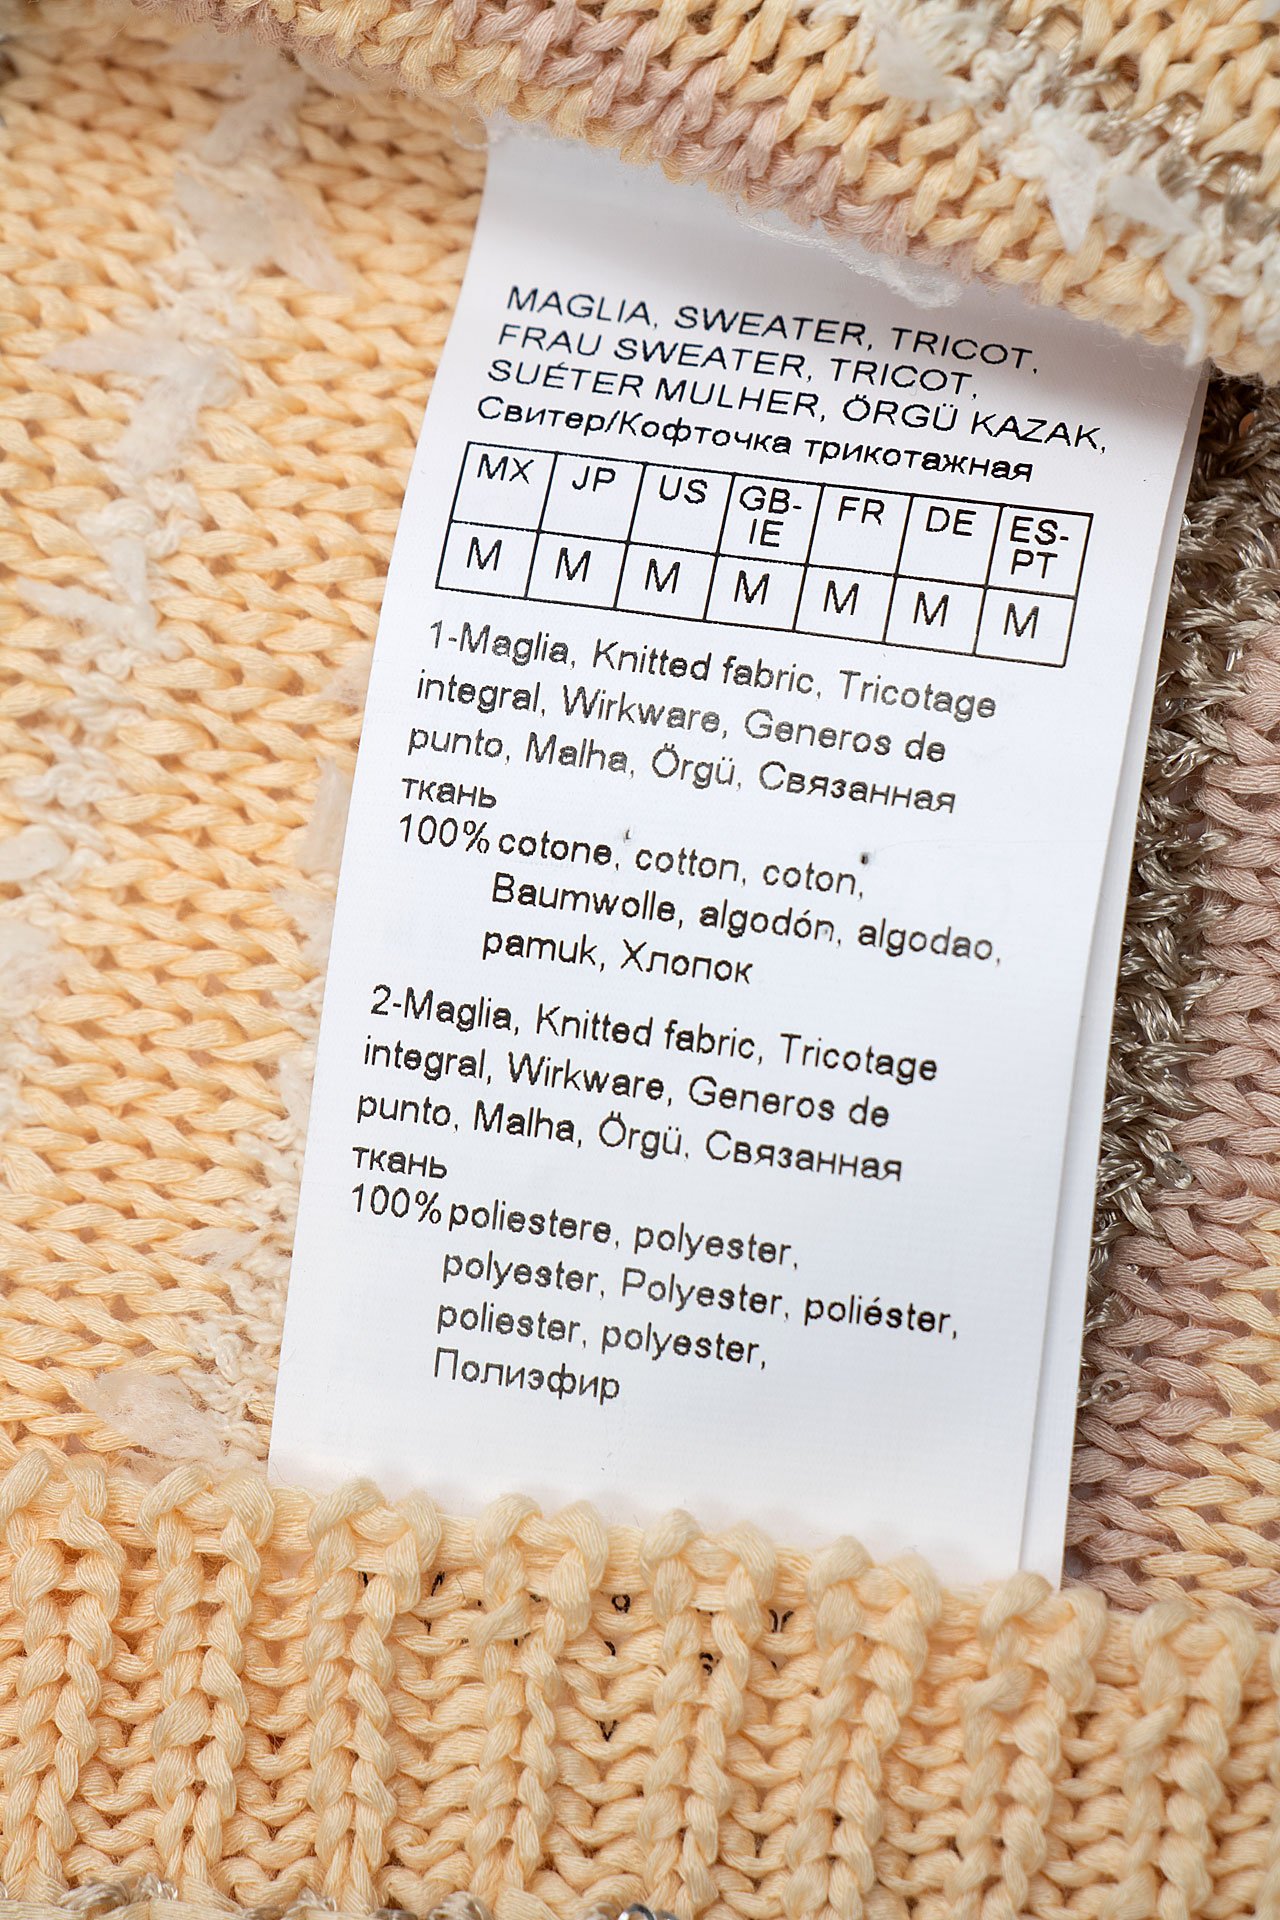 MAGLIA, SWEATER, TRICOT,
FRAU SWEATER, TRICOT,
SUÉTER MULHER, ÖRGÜ KAZAK,
Свитер/Кофточка трикотажная
MX JP US GB-IE FR DE ES-PT
M M M M M M M
1-Maglia, Knitted fabric, Tricotage
integral, Wirkware, Generos de
punto, Malha, Örgü, Связанная
ткань
100% cotone, cotton, coton,
Baumwolle, algodón, algodao,
pamuk, Хлопок
2-Maglia, Knitted fabric, Tricotage
integral, Wirkware, Generos de
punto, Malha, Örgü, Связанная
ткань
100% poliestere, polyester,
polyester, Polyester, poliéster,
poliester, polyester,
Полиэфир